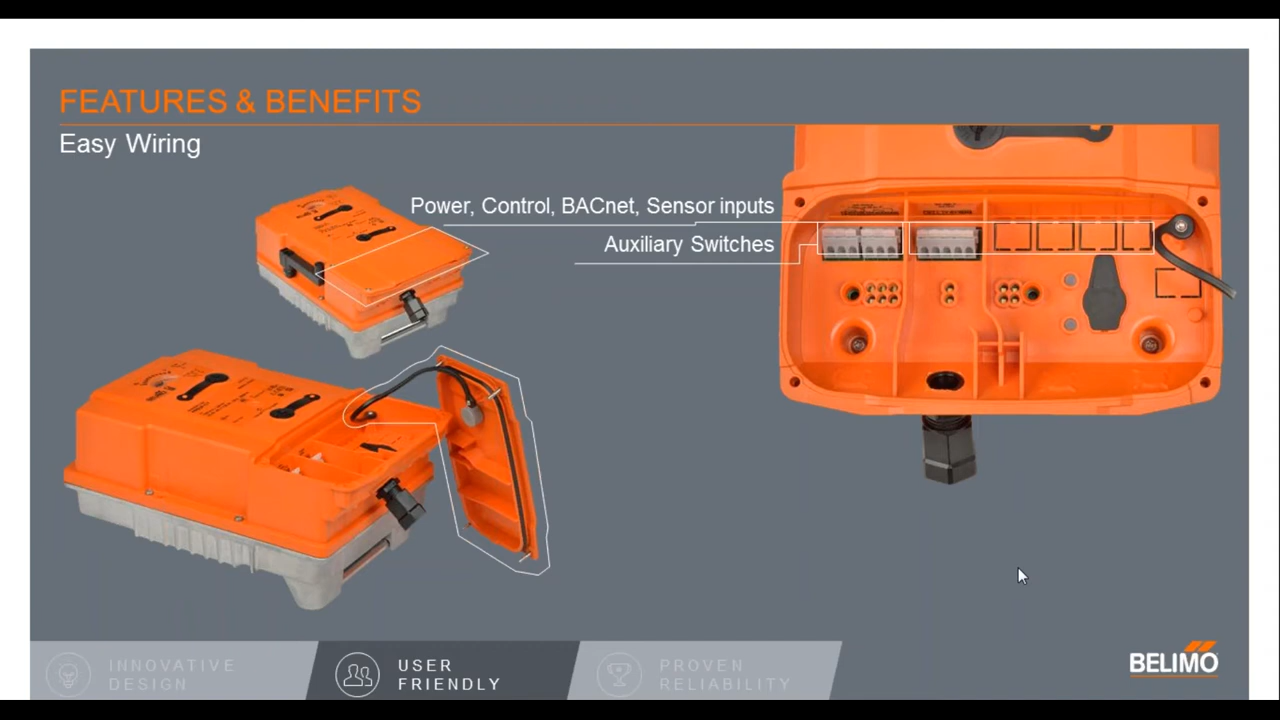 FEATURES & BENEFITS
Easy Wiring
Power, Control, BACnet, Sensor inputs
Auxiliary Switches
INNOVATIVE
DESIGN
USER
FRIENDLY
PROVEN
RELIABILITY
BELIMO